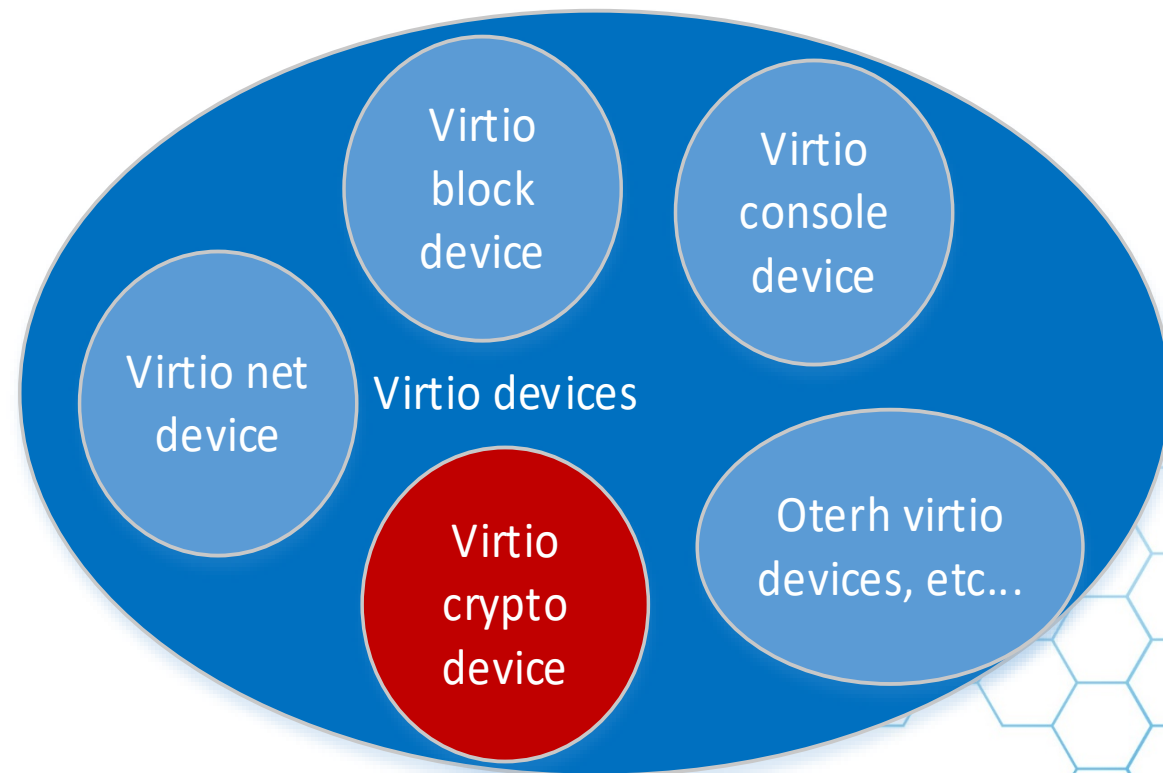 Virtio
block
device
Virtio
console
device
Virtio net
device
Virtio devices
Virtio
crypto
device
Oterh virtio
devices, etc...